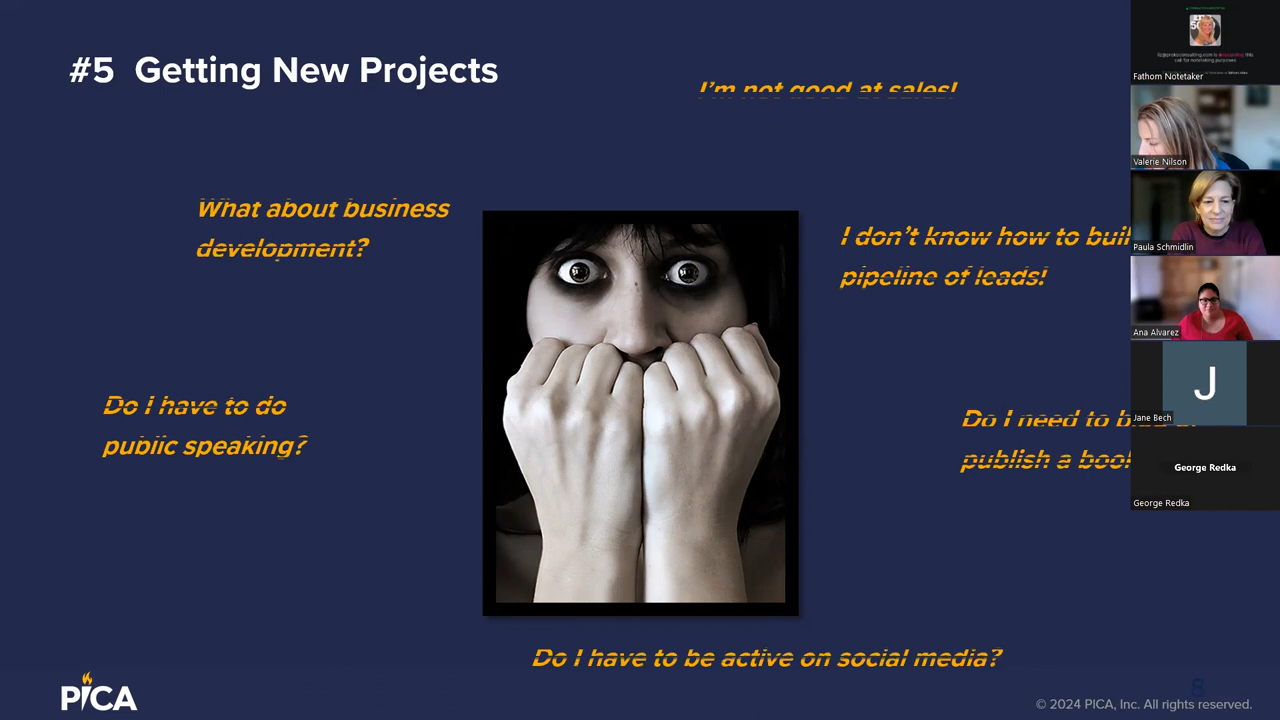 #5 Getting New Projects
I'm not good at sales!
What about business
development?
I don't know how to buil
pipeline of leads!
Do I have to do
public speaking?
Do I need to
publish a book
Do I have to be active on social media?
PICA
© 2024 PICA, Inc. All rights reserved.
8
Fathom Notetaker
Valerie Nilson
Paula Schmidlin
Ana Alvarez
J
Jane Bech
George Redka
George Redka